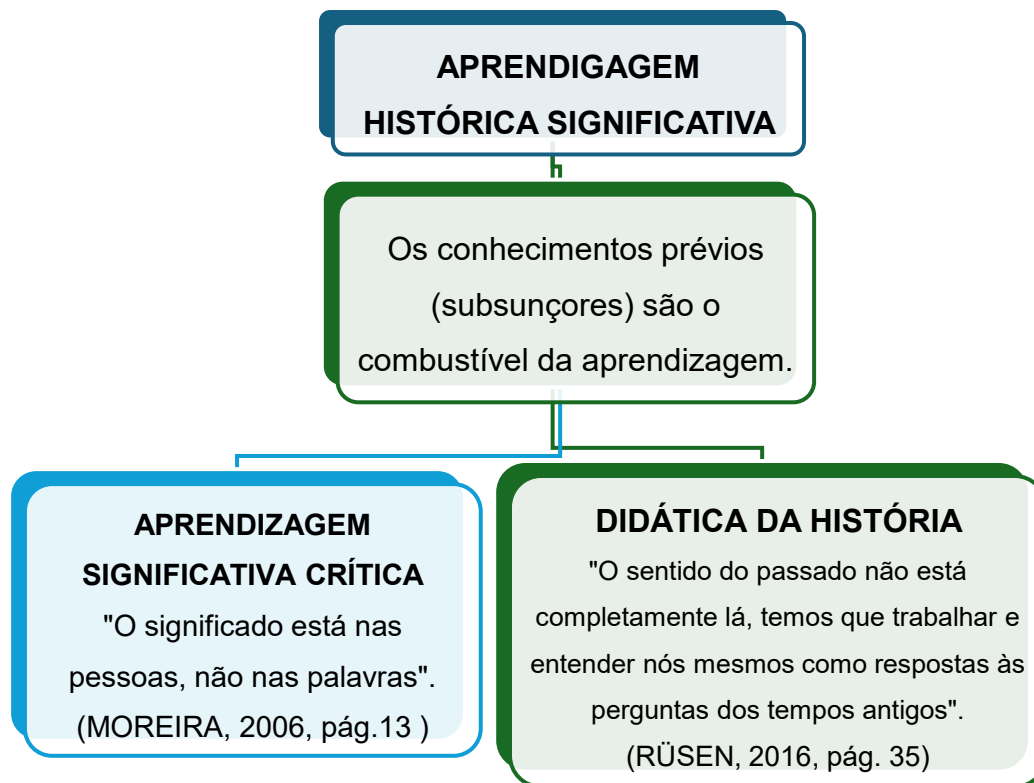 APRENDIGAGEM
HISTÓRICA SIGNIFICATIVA
Os conhecimentos prévios
(subsunçores) são o
combustível da aprendizagem.
APRENDIZAGEM
SIGNIFICATIVA CRÍTICA
"O significado está nas
pessoas, não nas palavras".
(MOREIRA, 2006, pág.13 )
DIDÁTICA DA HISTÓRIA
"O sentido do passado não está
completamente lá, temos que trabalhar e
entender nós mesmos como respostas às
perguntas dos tempos antigos".
(RÜSEN, 2016, pág. 35)